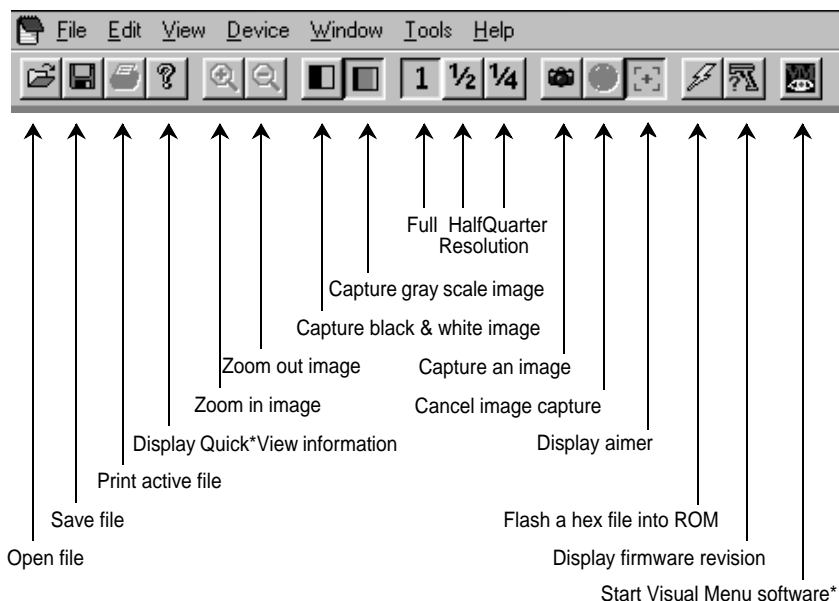 File Edit View Device Window Tools Help
? 1 1/2 1/4 VM
Full Half Quarter
Resolution
Capture gray scale image
Capture black & white image
Zoom out image Capture an image
Zoom in image Cancel image capture
Display Quick*View information Display aimer
Print active file
Save file Flash a hex file into ROM
Open file Display firmware revision
Start Visual Menu software*